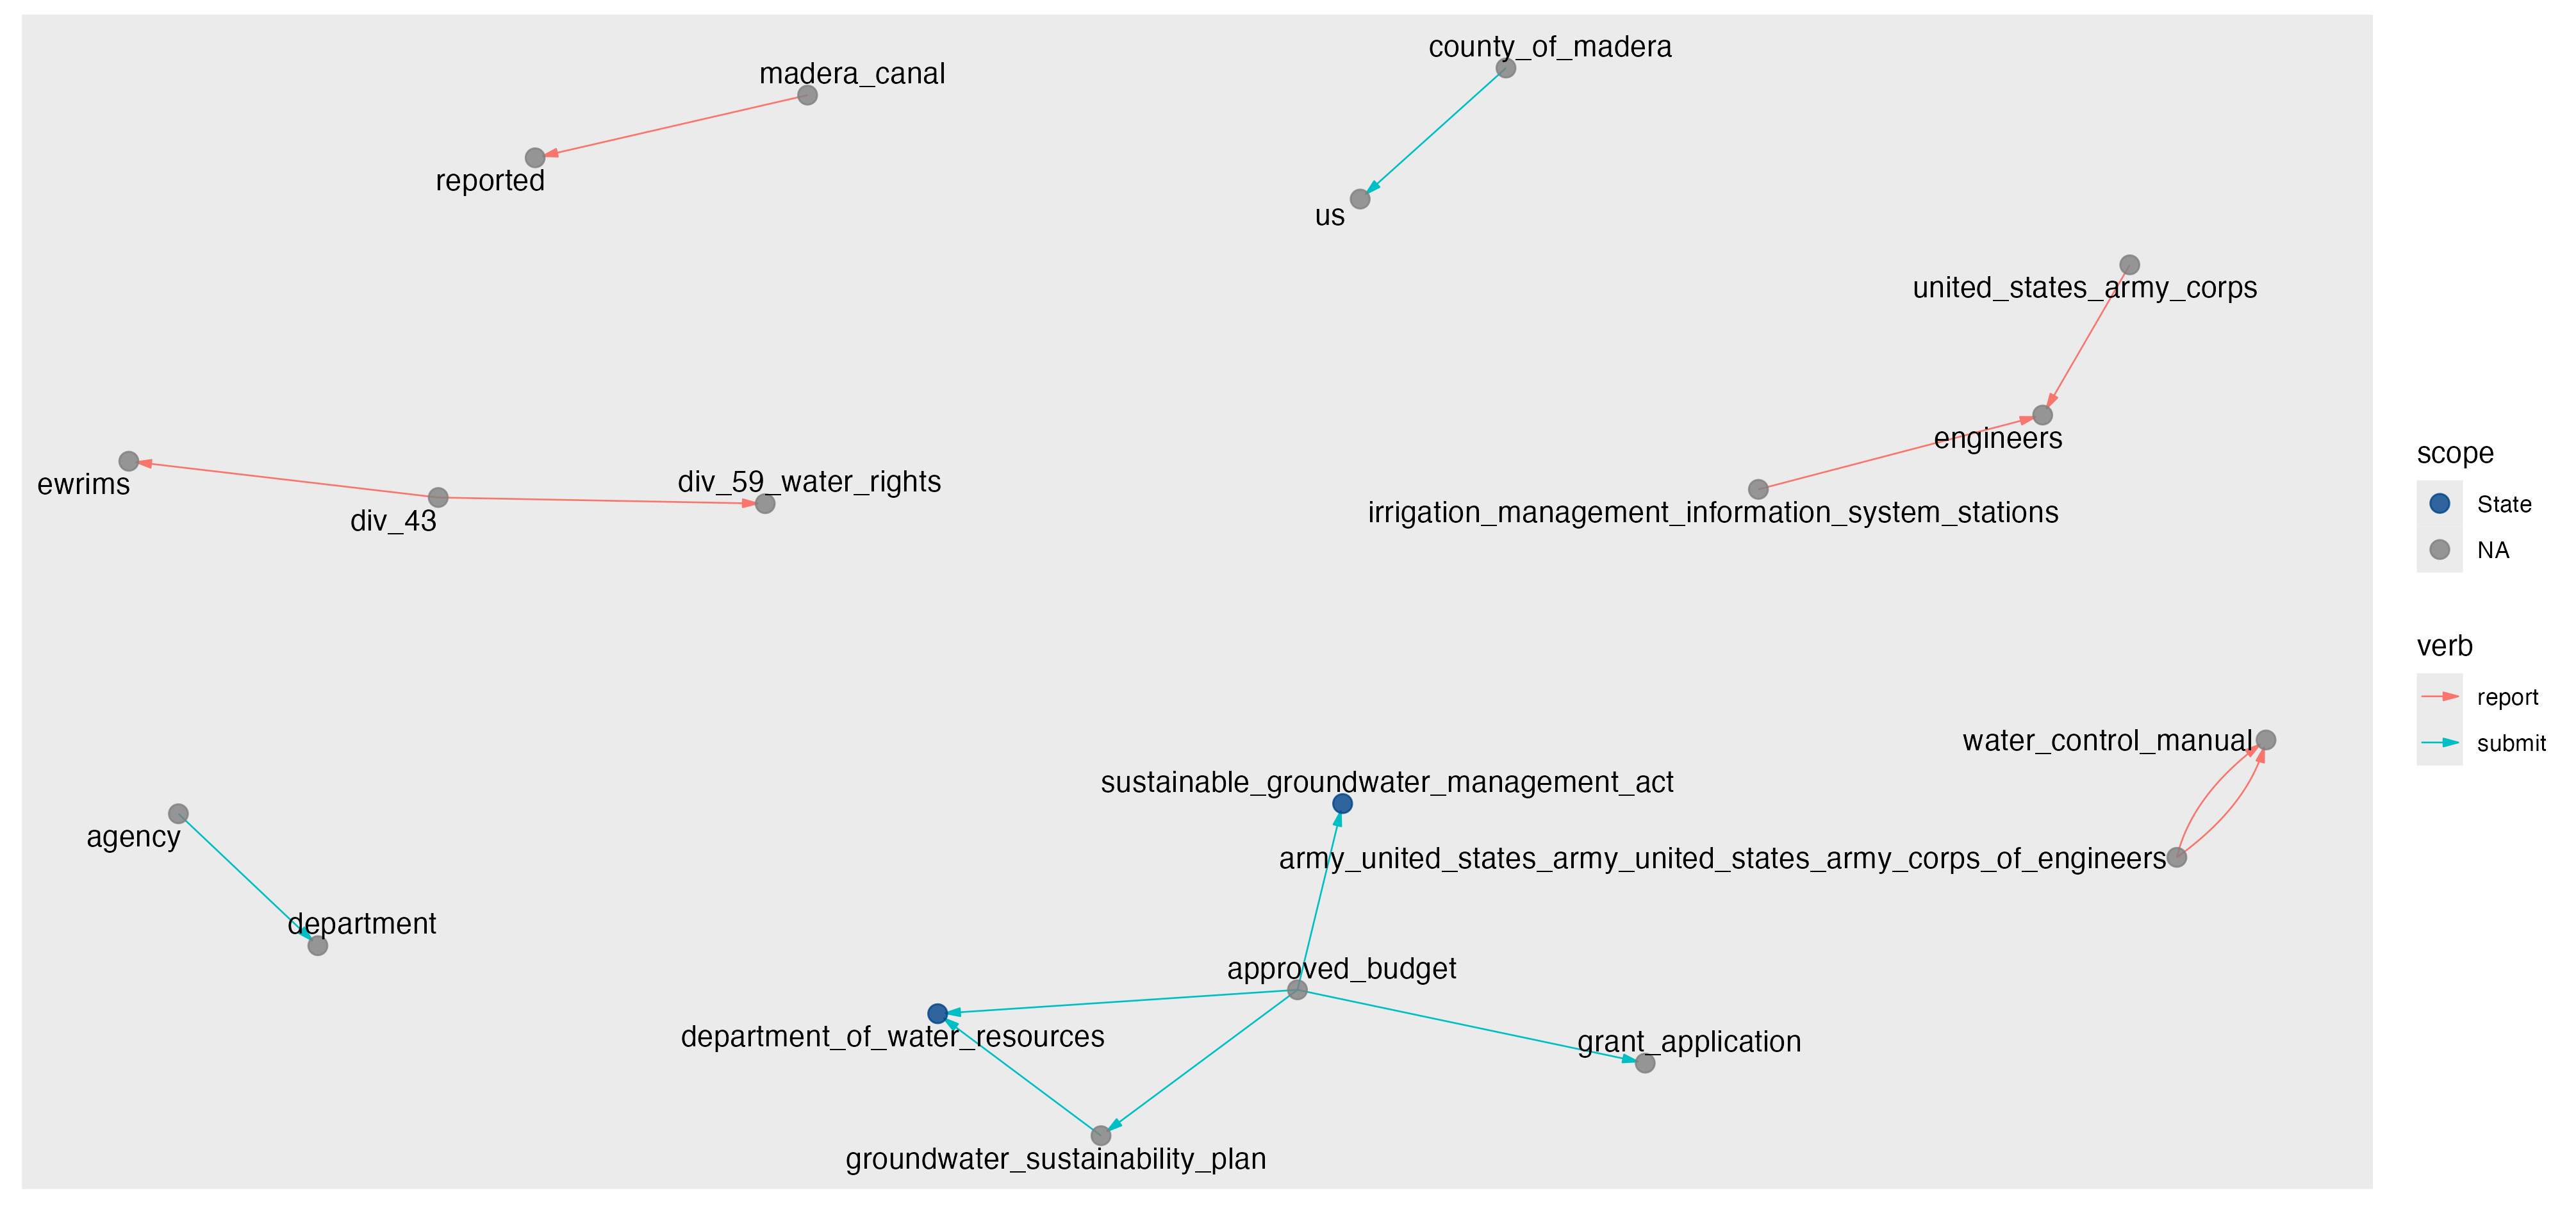 county_of_madera
madera_canal
reported
us
united_states_army_corps
engineers
scope
ewrims
div_59_water_rights
State
irrigation_management_information_system_stations
div_43
NA
verb
report
water_control_manual
submit
sustainable_groundwater_management_act
agency
army_united_states_army_united_states_army_corps_of_engineers
department
approved_budget
department_of_water_resources
grant_application
groundwater_sustainability_plan